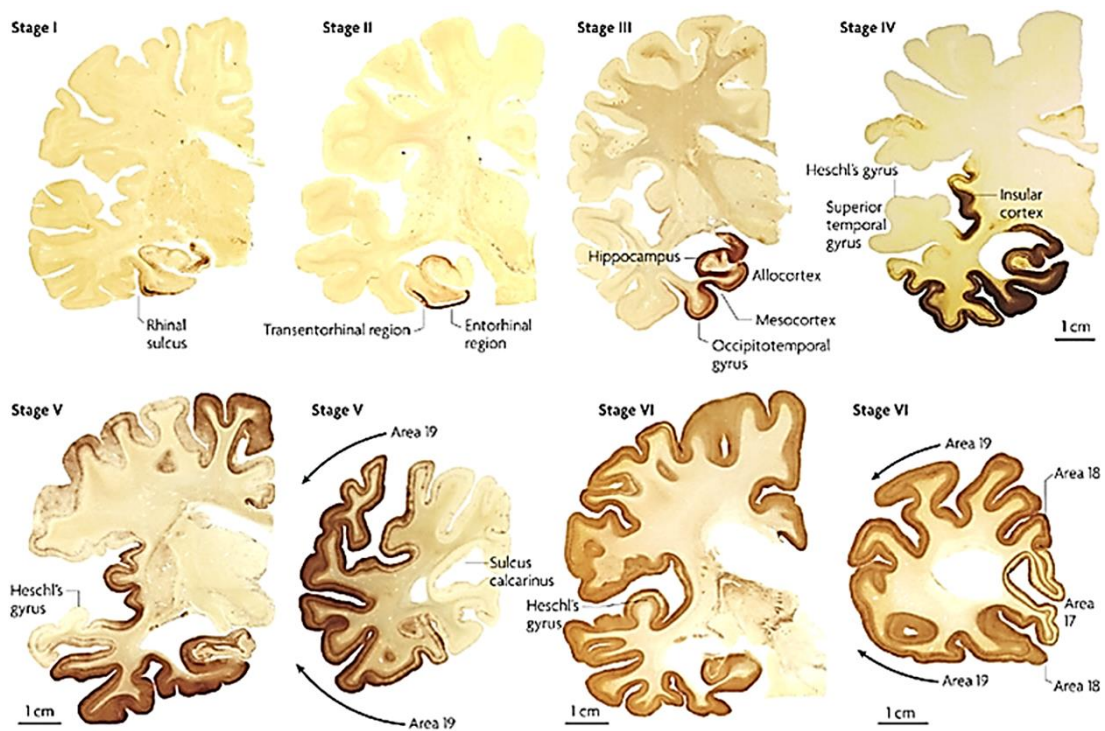 Stage I
Stage II
Stage III
Stage IV
Heschl's gyrus
Superior
temporal
gyrus
Insular
cortex
Hippocampus
Allocortex
Mesocortex
Occipitotemporal
gyrus
Rhinal
sulcus
Transentorhinal region
Entorhinal
region
1 cm
Stage V
Stage V
Stage VI
Stage VI
Area 19
Area 19
Area 18
Heschl's
gyrus
Sulcus
calcarinus
Heschl's
gyrus
Area
17
Area 19
Area 18
1 cm
Area 19
1 cm
1 cm